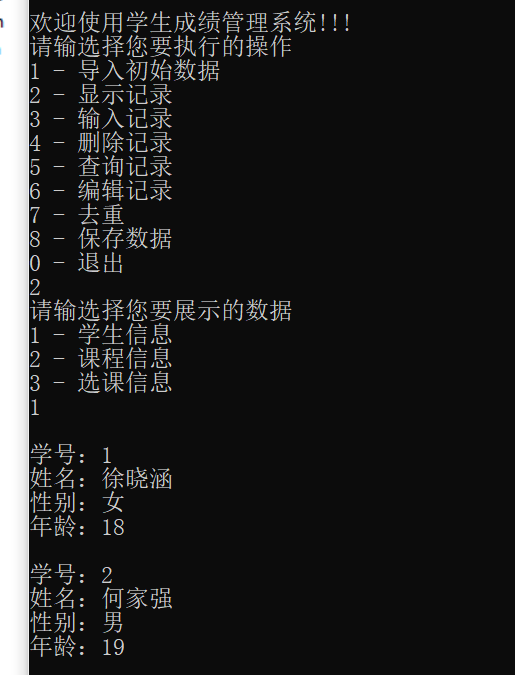 欢迎使用学生成绩管理系统!!!
请输选择您要执行的操作
1 - 导入初始数据
2 - 显示记录
3 - 输入记录
4 - 删除记录
5 - 查询记录
6 - 编辑记录
7 - 去重
8 - 保存数据
0 - 退出
2
请输选择您要展示的数据
1 - 学生信息
2 - 课程信息
3 - 选课信息
1
学号: 1
姓名: 徐晓涵
性别: 女
年龄: 18
学号: 2
姓名: 何家强
性别: 男
年龄: 19